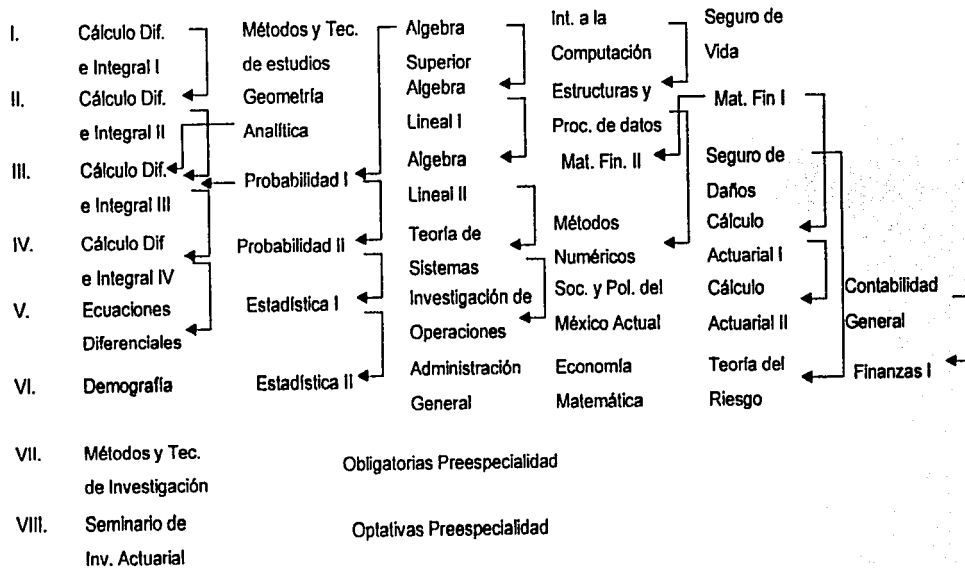 I. Cálculo Dif. Métodos y Tec. Algebra Int. a la Seguro de
e Integral I de estudios Superior Computación Vida
II. Cálculo Dif. Geometría Algebra Estructuras y Mat. Fin I
e Integral II Analítica Lineal I Proc. de datos
III. Cálculo Dif. Probabilidad I Algebra Mat. Fin. II Seguro de
e Integral III Lineal II Daños
IV. Cálculo Dif Probabilidad II Teoría de Métodos Cálculo
e Integral IV Sistemas Numéricos Actuarial I
V. Ecuaciones Estadística I Investigación de Soc. y Pol. del Cálculo Contabilidad
Diferenciales Operaciones México Actual Actuarial II General
VI. Demografía Estadística II Administración Economía Teoría del Finanzas I
General Matemática Riesgo
VII. Métodos y Tec. Obligatorias Preespecialidad
de Investigación
VIII. Seminario de Optativas Preespecialidad
Inv. Actuarial